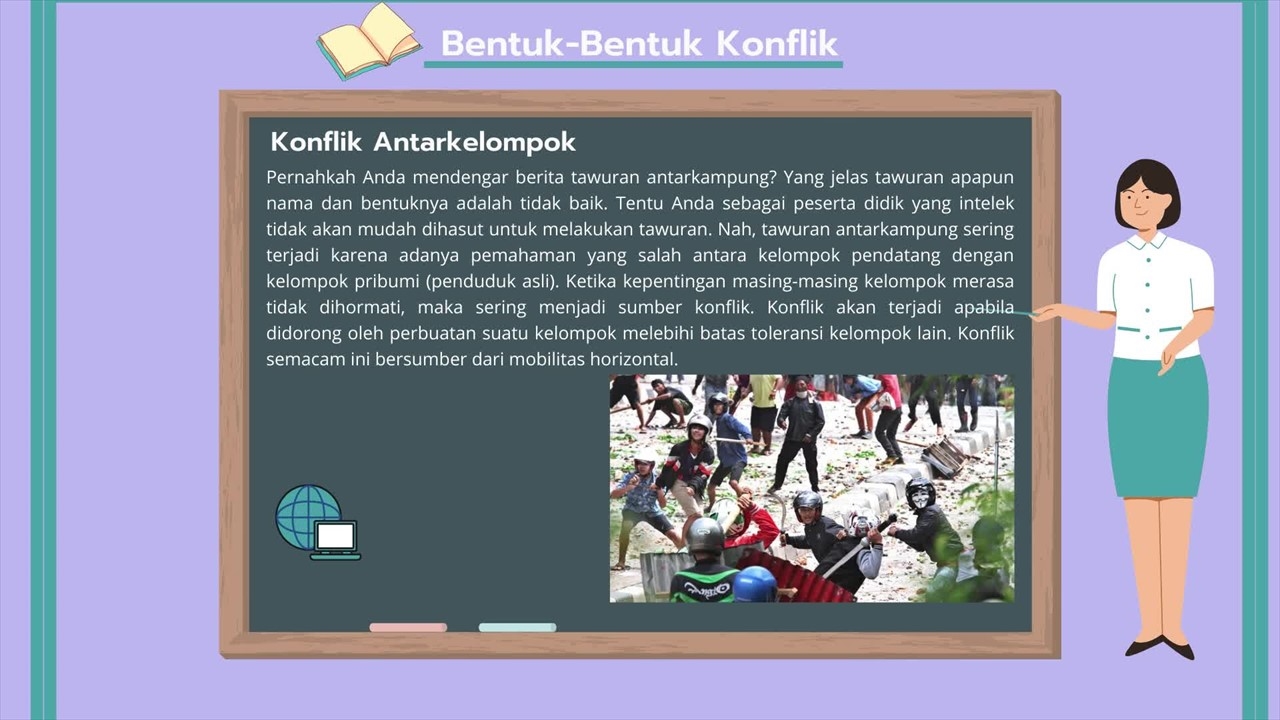 Bentuk-Bentuk Konflik
Konflik Antarkelompok
Pernahkah Anda mendengar berita tawuran antarkampung? Yang jelas tawuran apapun
nama dan bentuknya adalah tidak baik. Tentu Anda sebagai peserta didik yang intelek
tidak akan mudah dihasut untuk melakukan tawuran. Nah, tawuran antarkampung sering
terjadi karena adanya pemahaman yang salah antara kelompok pendatang dengan
kelompok pribumi (penduduk asli). Ketika kepentingan masing-masing kelompok merasa
tidak dihormati, maka sering menjadi sumber konflik. Konflik akan terjadi apabila
didorong oleh perbuatan suatu kelompok melebihi batas toleransi kelompok lain. Konflik
semacam ini bersumber dari mobilitas horizontal.